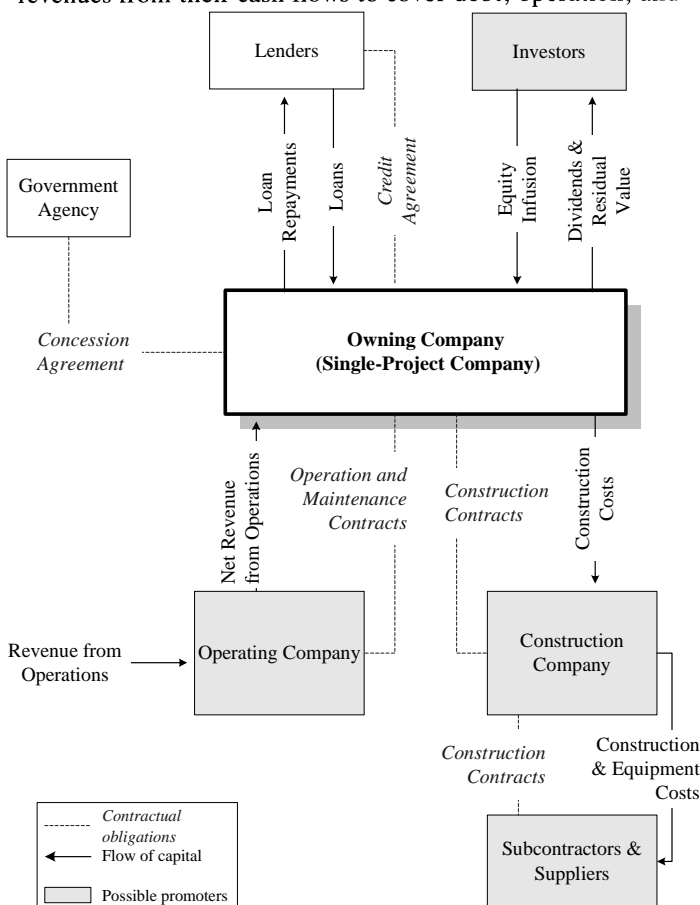 revenues from their cash flows to cover debt, operation, and
Lenders
Investors
Loan
Repayments
Loans
Credit
Agreement
Equity
Infusion
Dividends &
Residual
Value
Government
Agency
Concession
Agreement
Owning Company
(Single-Project Company)
Net Revenue
from Operations
Operation and
Maintenance
Contracts
Construction
Contracts
Construction
Costs
Revenue from
Operations
Operating Company
Construction
Company
Construction
Contracts
Construction
& Equipment
Costs
Subcontractors &
Suppliers
Contractual
obligations
Flow of capital
Possible promoters